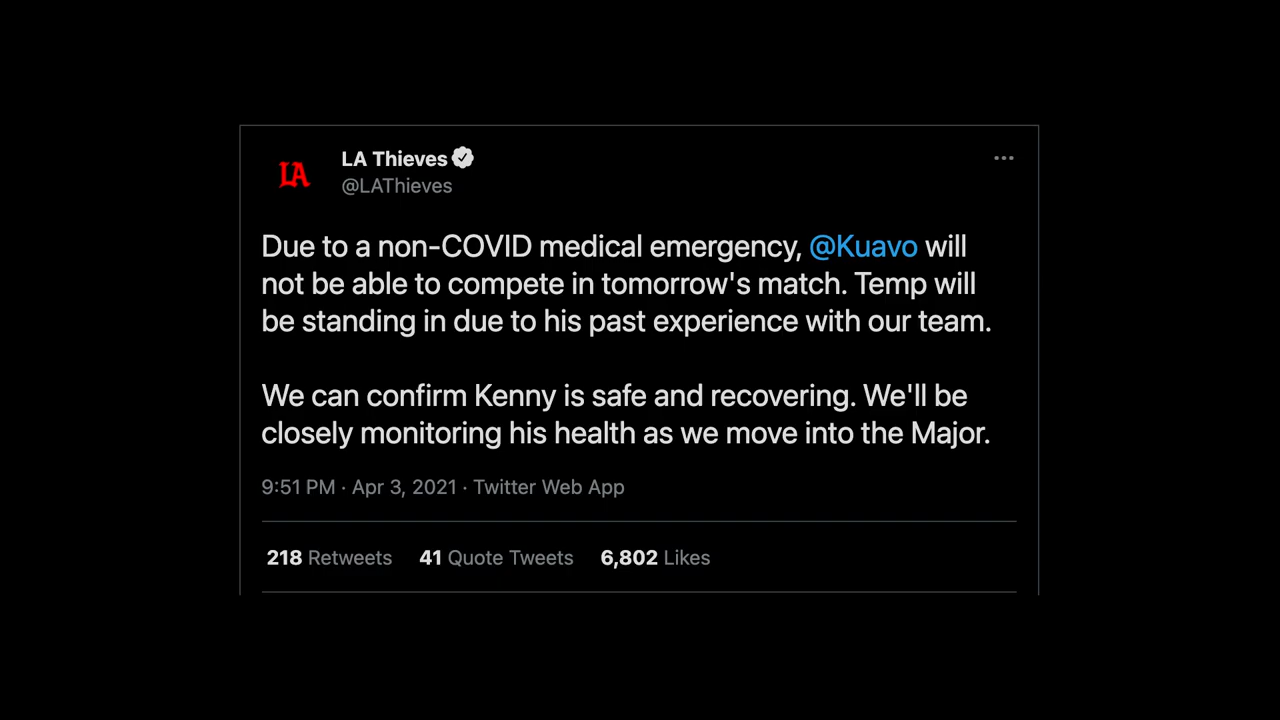 LA
LA Thieves
@LAThieves
Due to a non-COVID medical emergency, @Kuavo will
not be able to compete in tomorrow's match. Temp will
be standing in due to his past experience with our team.
We can confirm Kenny is safe and recovering. We'll be
closely monitoring his health as we move into the Major.
9:51 PM · Apr 3, 2021 · Twitter Web App
218 Retweets 41 Quote Tweets 6,802 Likes